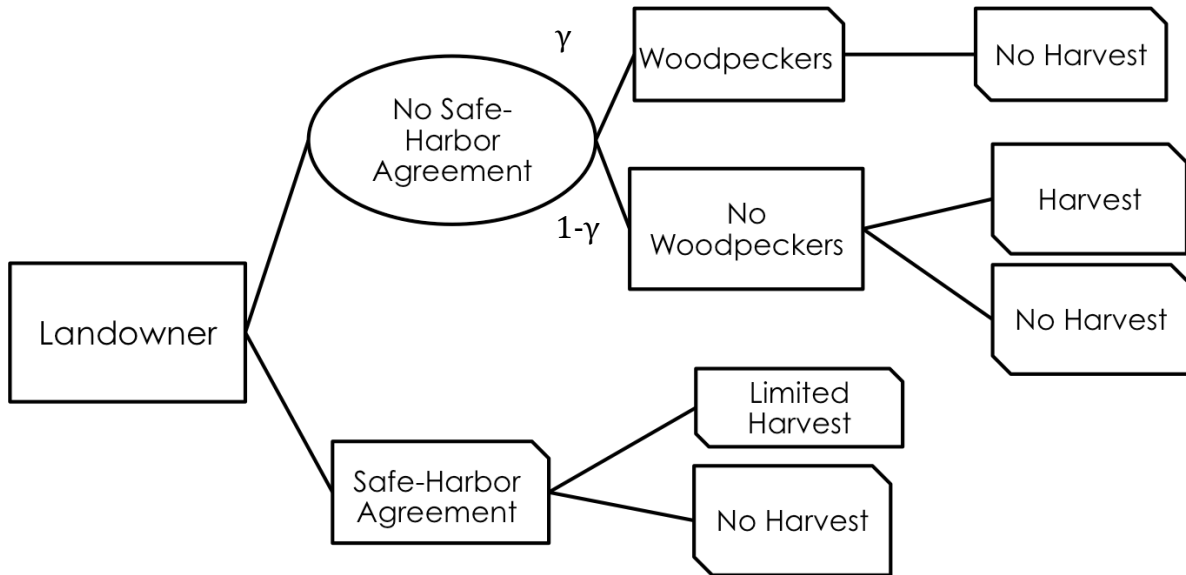 γ
Woodpeckers
No Harvest
No Safe-
Harbor
Agreement
1-γ
No
Woodpeckers
Harvest
No Harvest
Landowner
Limited
Harvest
Safe-Harbor
Agreement
No Harvest